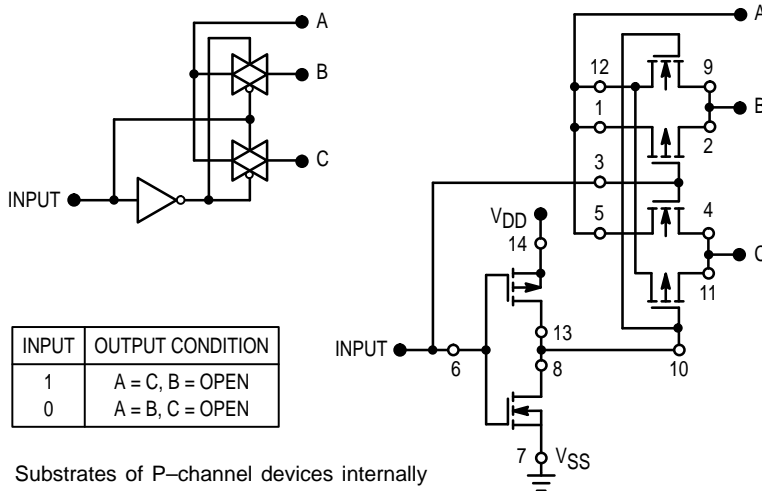 A
B
C
INPUT
INPUT OUTPUT CONDITION
1 A = C, B = OPEN
0 A = B, C = OPEN
Substrates of P–channel devices internally
A
12 9
B
1 2
3
5 4
C
11
VDD
14
13
INPUT
6 8 10
7 VSS